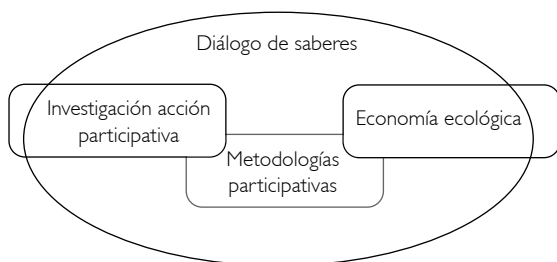 Diálogo de saberes
Investigación acción
participativa
Economía ecológica
Metodologías
participativas